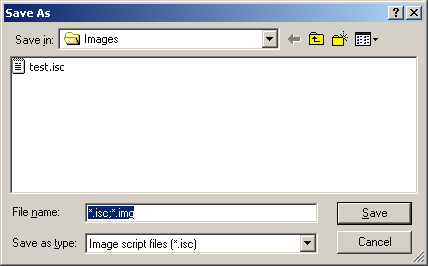 Save As
Save in: Images
test.isc
File name: *.isc;*.img
Save
Save as type: Image script files (*.isc)
Cancel